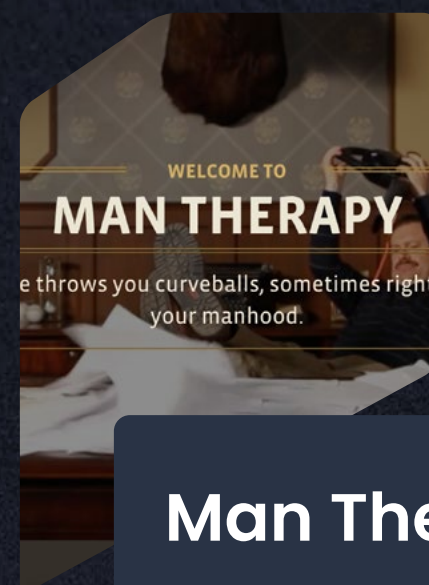 WELCOME TO
MAN THERAPY
e throws you curveballs, sometimes right
your manhood.
Man The